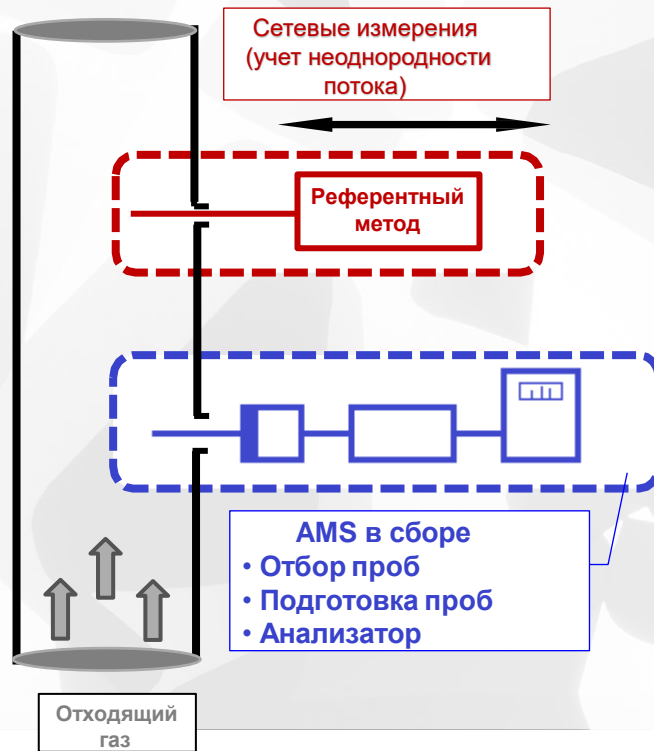 Сетевые измерения
(учет неоднородности
потока)
Референтный
метод
AMS в сборе
• Отбор проб
• Подготовка проб
• Анализатор
Отходящий
газ